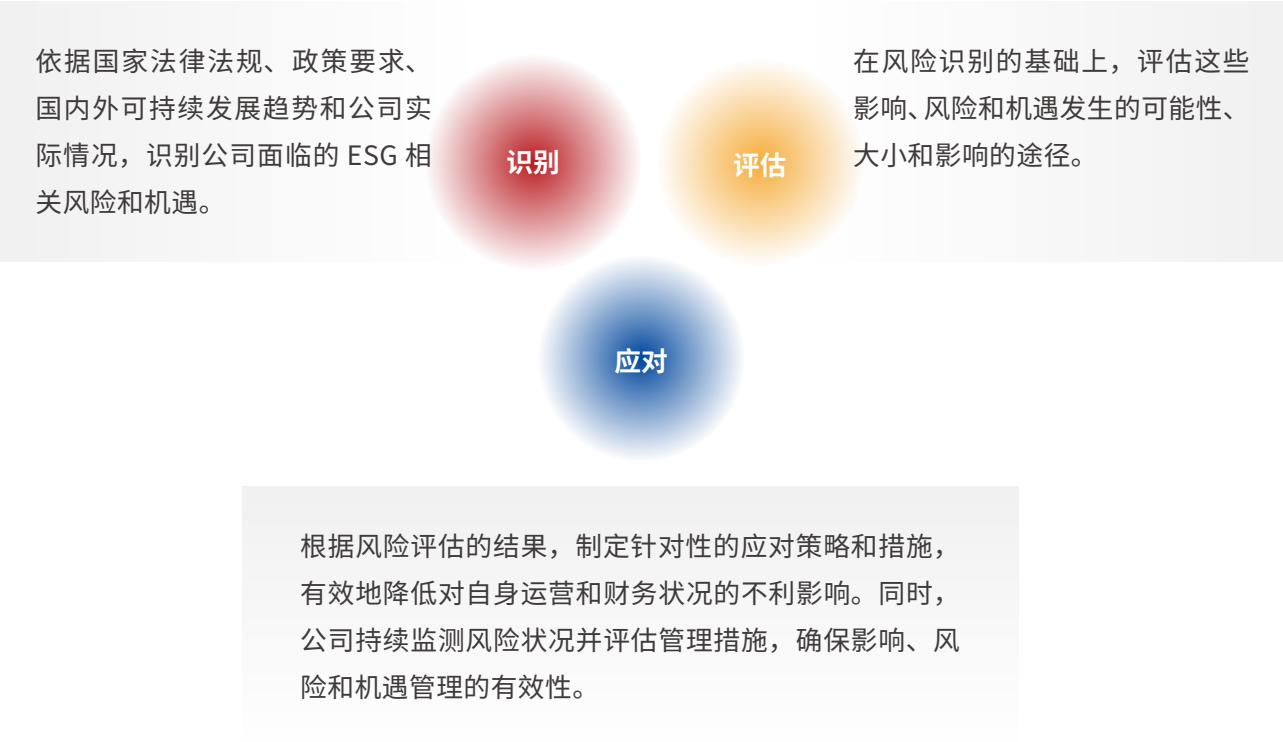 依据国家法律法规、政策要求、
国内外可持续发展趋势和公司实
际情况，识别公司面临的 ESG 相
关风险和机遇。
识别
评估
在风险识别的基础上，评估这些
影响、风险和机遇发生的可能性、
大小和影响的途径。
应对
根据风险评估的结果，制定针对性的应对策略和措施，
有效地降低对自身运营和财务状况的不利影响。同时，
公司持续监测风险状况并评估管理措施，确保影响、风
险和机遇管理的有效性。